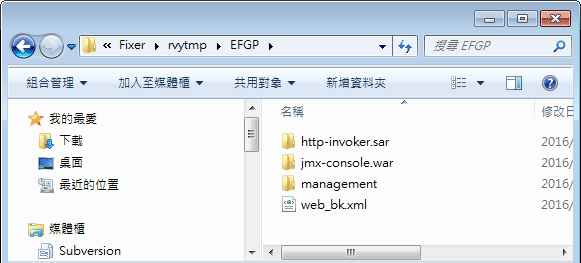 « Fixer ▸ rvytmp ▸ EFGP ▸
搜尋 EFGP
組合管理 加入至媒體櫃 共用對象 新增資料夾
我的最愛
下載
桌面
最近的位置
媒體櫃
Subversion
名稱 修改日
http-invoker.sar 2016/
jmx-console.war 2016/
management 2016/
web_bk.xml 2016/